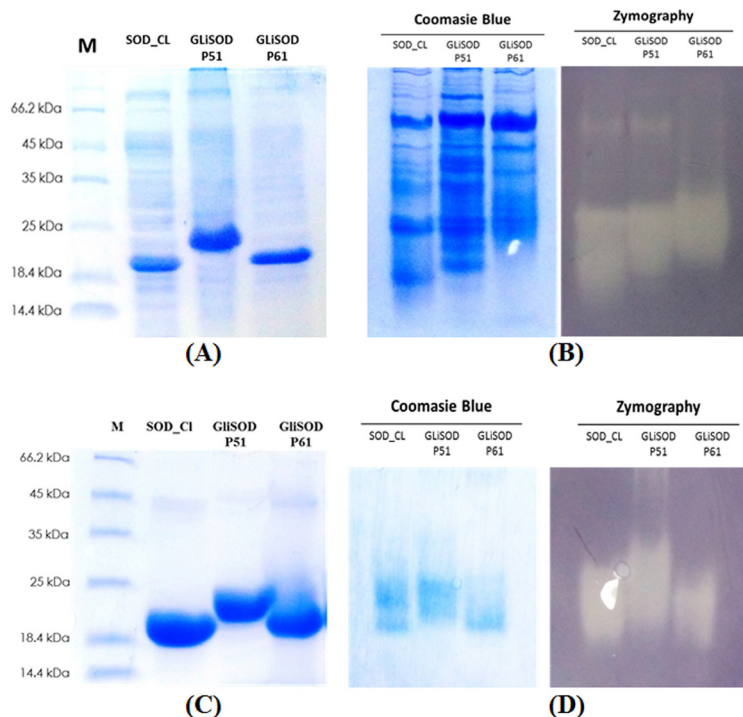 M
SOD_CL
GLiSOD
P51
GLiSOD
P61
66.2 kDa
45 kDa
35 kDa
25 kDa
18.4 kDa
14.4 kDa
(A)
Coomasie Blue
SOD_CL
GLiSOD
P51
GLiSOD
P61
Zymography
SOD_CL
GLiSOD
P51
GLiSOD
P61
(B)
M
SOD_Cl
GliSOD
P51
GliSOD
P61
66.2 kDa
45 kDa
35 kDa
25 kDa
18.4 kDa
14.4 kDa
(C)
Coomasie Blue
SOD_CL
GLiSOD
P51
GLiSOD
P61
Zymography
SOD_CL
GLiSOD
P51
GLiSOD
P61
(D)